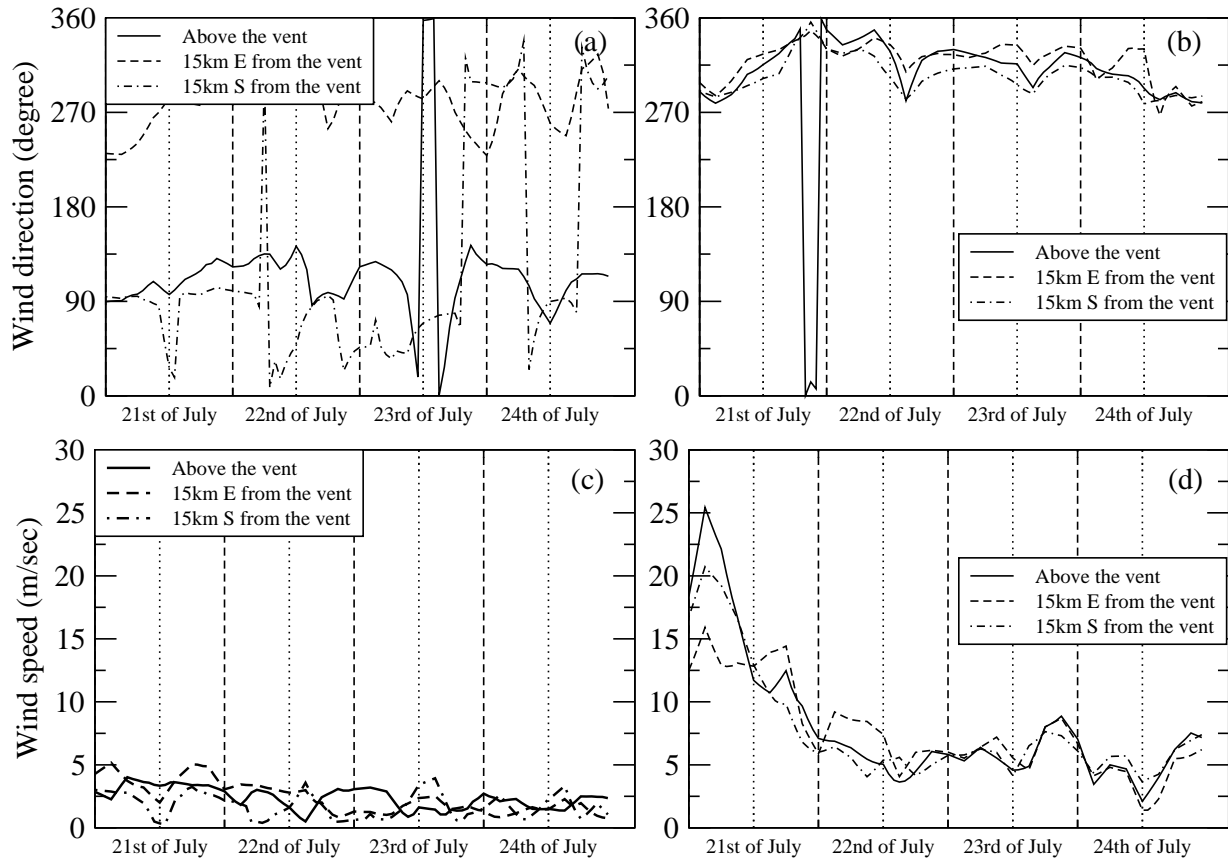 360
270
180
90
0
Wind direction (degree)
Above the vent
15km E from the vent
15km S from the vent
(a)
21st of July
22nd of July
23rd of July
24th of July
360
270
180
90
0
(b)
Above the vent
15km E from the vent
15km S from the vent
21st of July
22nd of July
23rd of July
24th of July
30
25
20
15
10
5
0
Wind speed (m/sec)
Above the vent
15km E from the vent
15km S from the vent
(c)
21st of July
22nd of July
23rd of July
24th of July
30
25
20
15
10
5
0
(d)
Above the vent
15km E from the vent
15km S from the vent
21st of July
22nd of July
23rd of July
24th of July